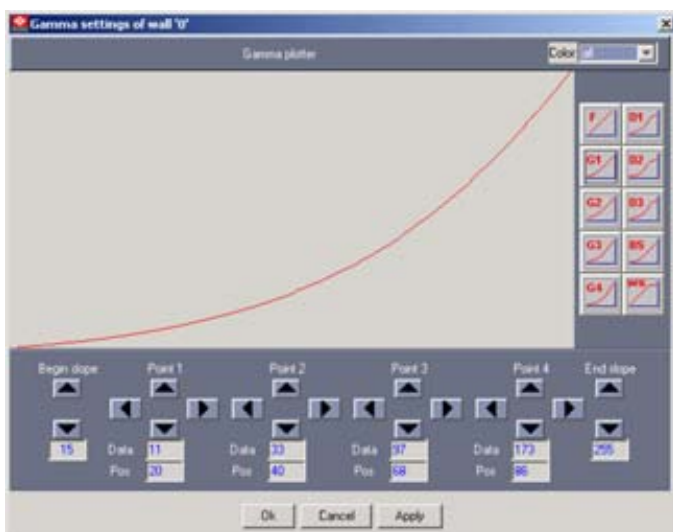 Gamma settings of wall '0'
Gamma plotter
Color all
F D1
G1 D2
G2 D3
G3 BS
G4
Begin slope Point 1 Point 2 Point 3 Point 4 End slope
15 Data 11 Data 33 Data 97 Data 173 255
Pos 20 Pos 40 Pos 68 Pos 86
Ok Cancel Apply